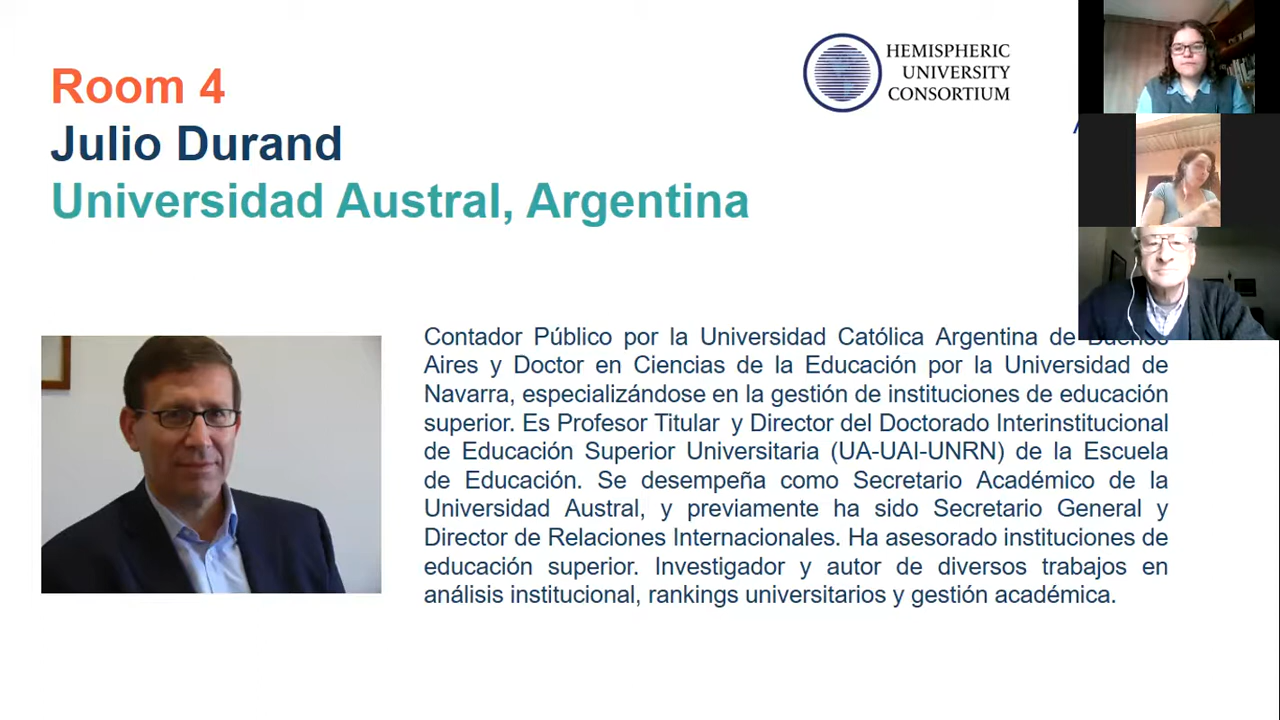 Room 4
Julio Durand
Universidad Austral, Argentina
HEMISPHERIC
UNIVERSITY
CONSORTIUM
Contador Público por la Universidad Católica Argentina de Buenos
Aires y Doctor en Ciencias de la Educación por la Universidad de
Navarra, especializándose en la gestión de instituciones de educación
superior. Es Profesor Titular y Director del Doctorado Interinstitucional
de Educación Superior Universitaria (UA-UAI-UNRN) de la Escuela
de Educación. Se desempeña como Secretario Académico de la
Universidad Austral, y previamente ha sido Secretario General y
Director de Relaciones Internacionales. Ha asesorado instituciones de
educación superior. Investigador y autor de diversos trabajos en
análisis institucional, rankings universitarios y gestión académica.